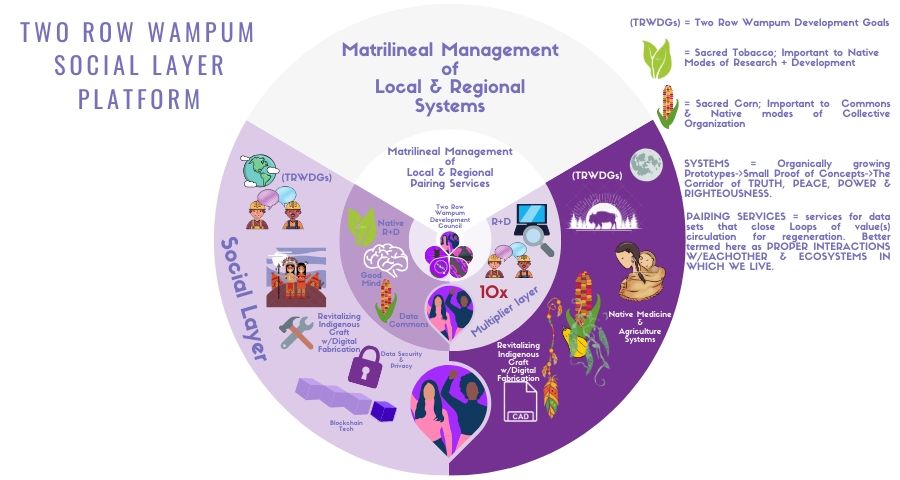 TWO ROW WAMPUM
SOCIAL LAYER
PLATFORM
Matrilineal Management
of
Local & Regional
Systems
Matrilineal Management
of
Local & Regional
Pairing Services
Two Row
Wampum
Development
Council
(TRWDGs)
Native
R+D
Good
Mind
Data
Commons
Social Layer
Revitalizing
Indigenous
Craft
w/Digital
Fabrication
Data Security
&
Privacy
Blockchain
Tech
R+D
10x
Multiplier layer
(TRWDGs)
Native Medicine
&
Agriculture
Systems
Revitalizing
Indigenous
Craft
w/Digital
Fabrication
CAD
(TRWDGs) = Two Row Wampum Development Goals
= Sacred Tobacco; Important to Native
Modes of Research + Development
= Sacred Corn; Important to Commons
& Native modes of Collective
Organization
SYSTEMS = Organically growing
Prototypes->Small Proof of Concepts->The
Corridor of TRUTH, PEACE, POWER &
RIGHTEOUSNESS.
PAIRING SERVICES = services for data
sets that close Loops of value(s)
circulation for regeneration. Better
termed here as PROPER INTERACTIONS
W/EACHOTHER & ECOSYSTEMS IN
WHICH WE LIVE.